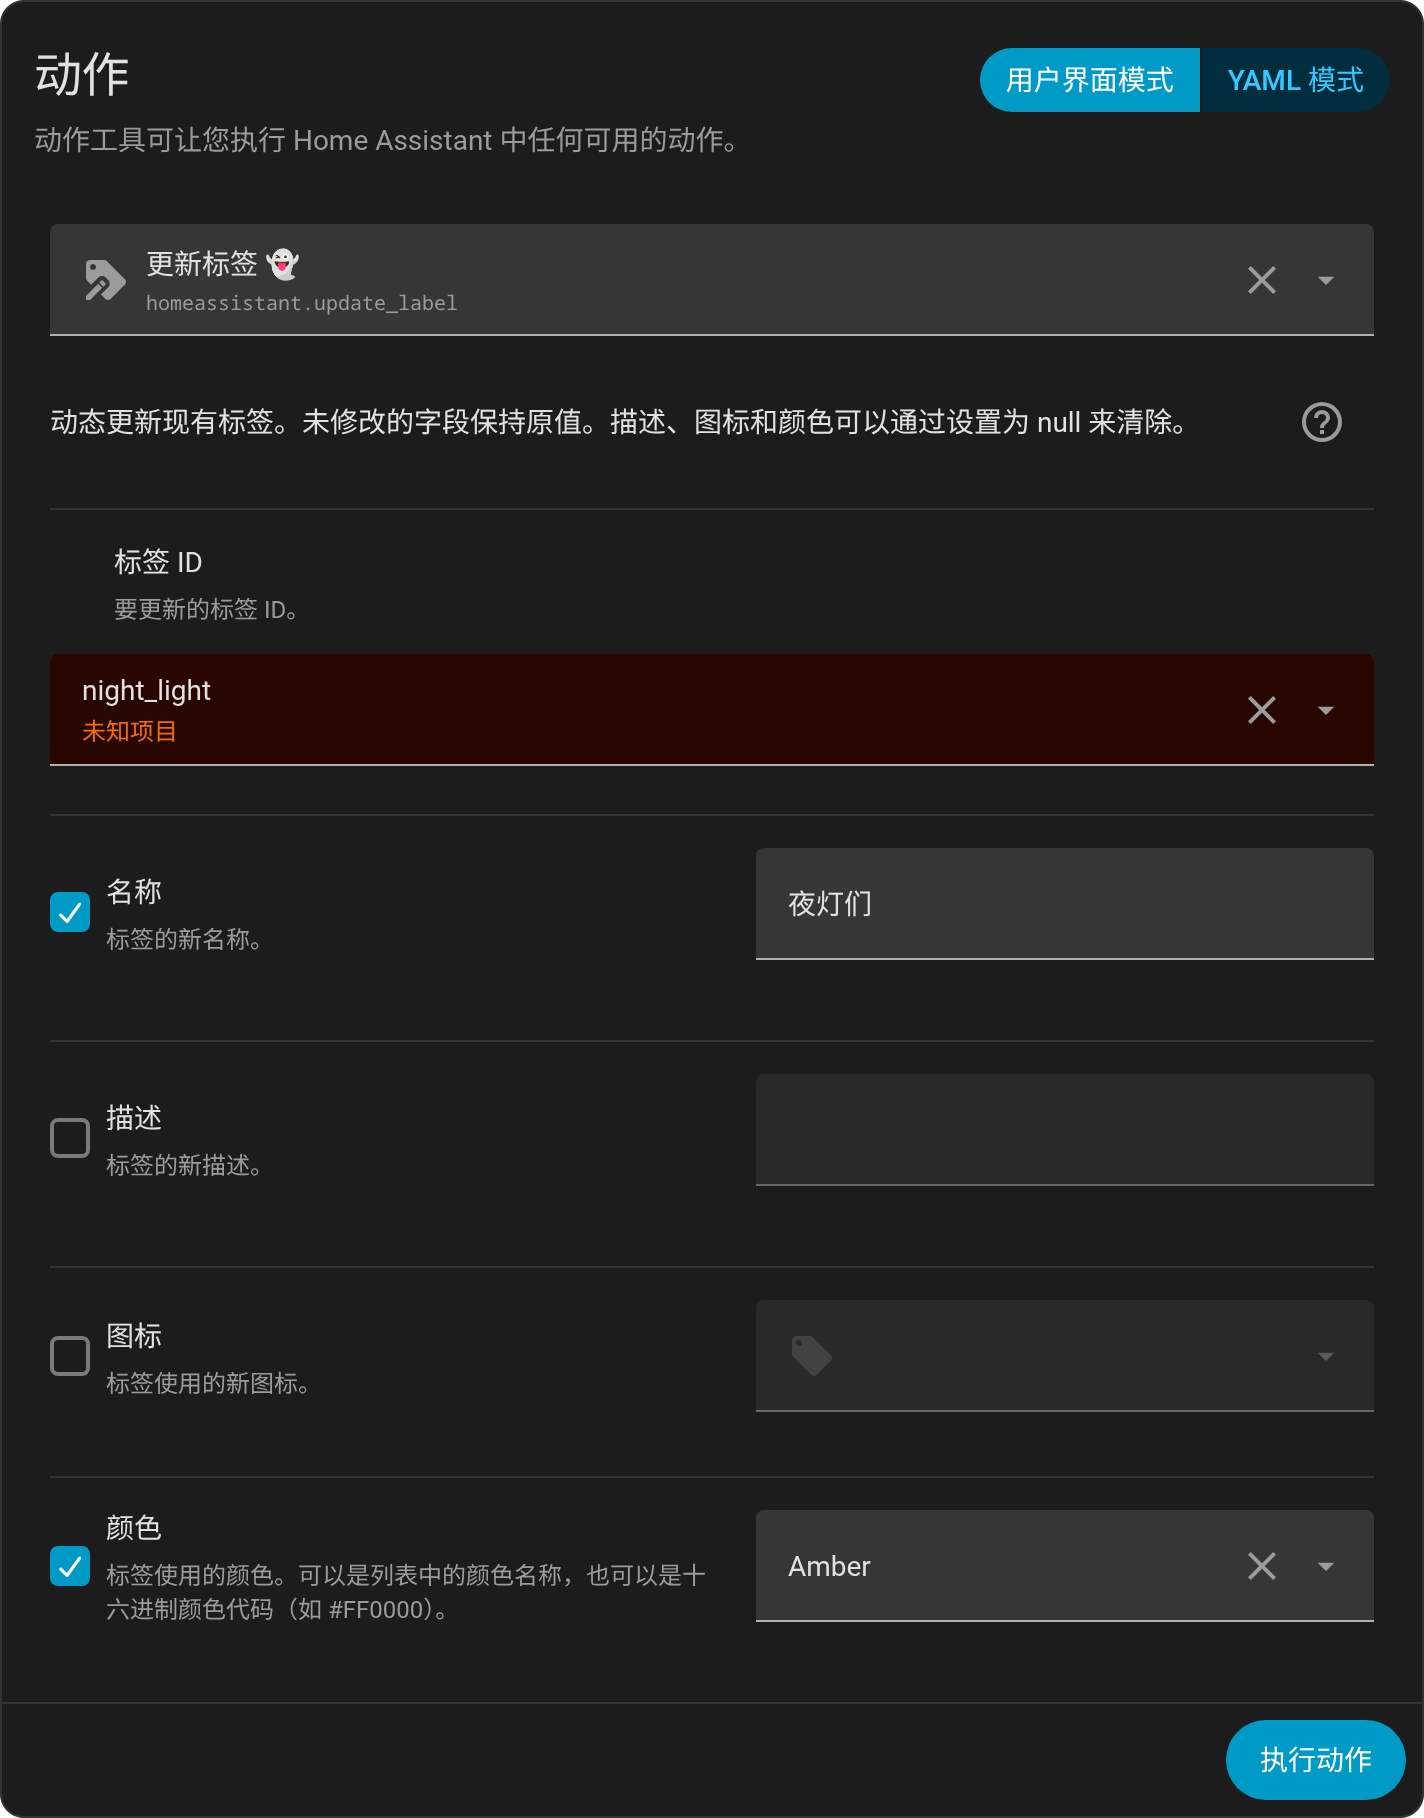 动作
用户界面模式
YAML 模式
动作工具可让您执行 Home Assistant 中任何可用的动作。
更新标签 👻
homeassistant.update_label
动态更新现有标签。未修改的字段保持原值。描述、图标和颜色可以通过设置为 null 来清除。
标签 ID
要更新的标签 ID。
night_light
未知项目
名称
标签的新名称。
夜灯们
描述
标签的新描述。
图标
标签使用的新图标。
颜色
标签使用的颜色。可以是列表中的颜色名称，也可以是十
六进制颜色代码（如 #FF0000）。
Amber
执行动作